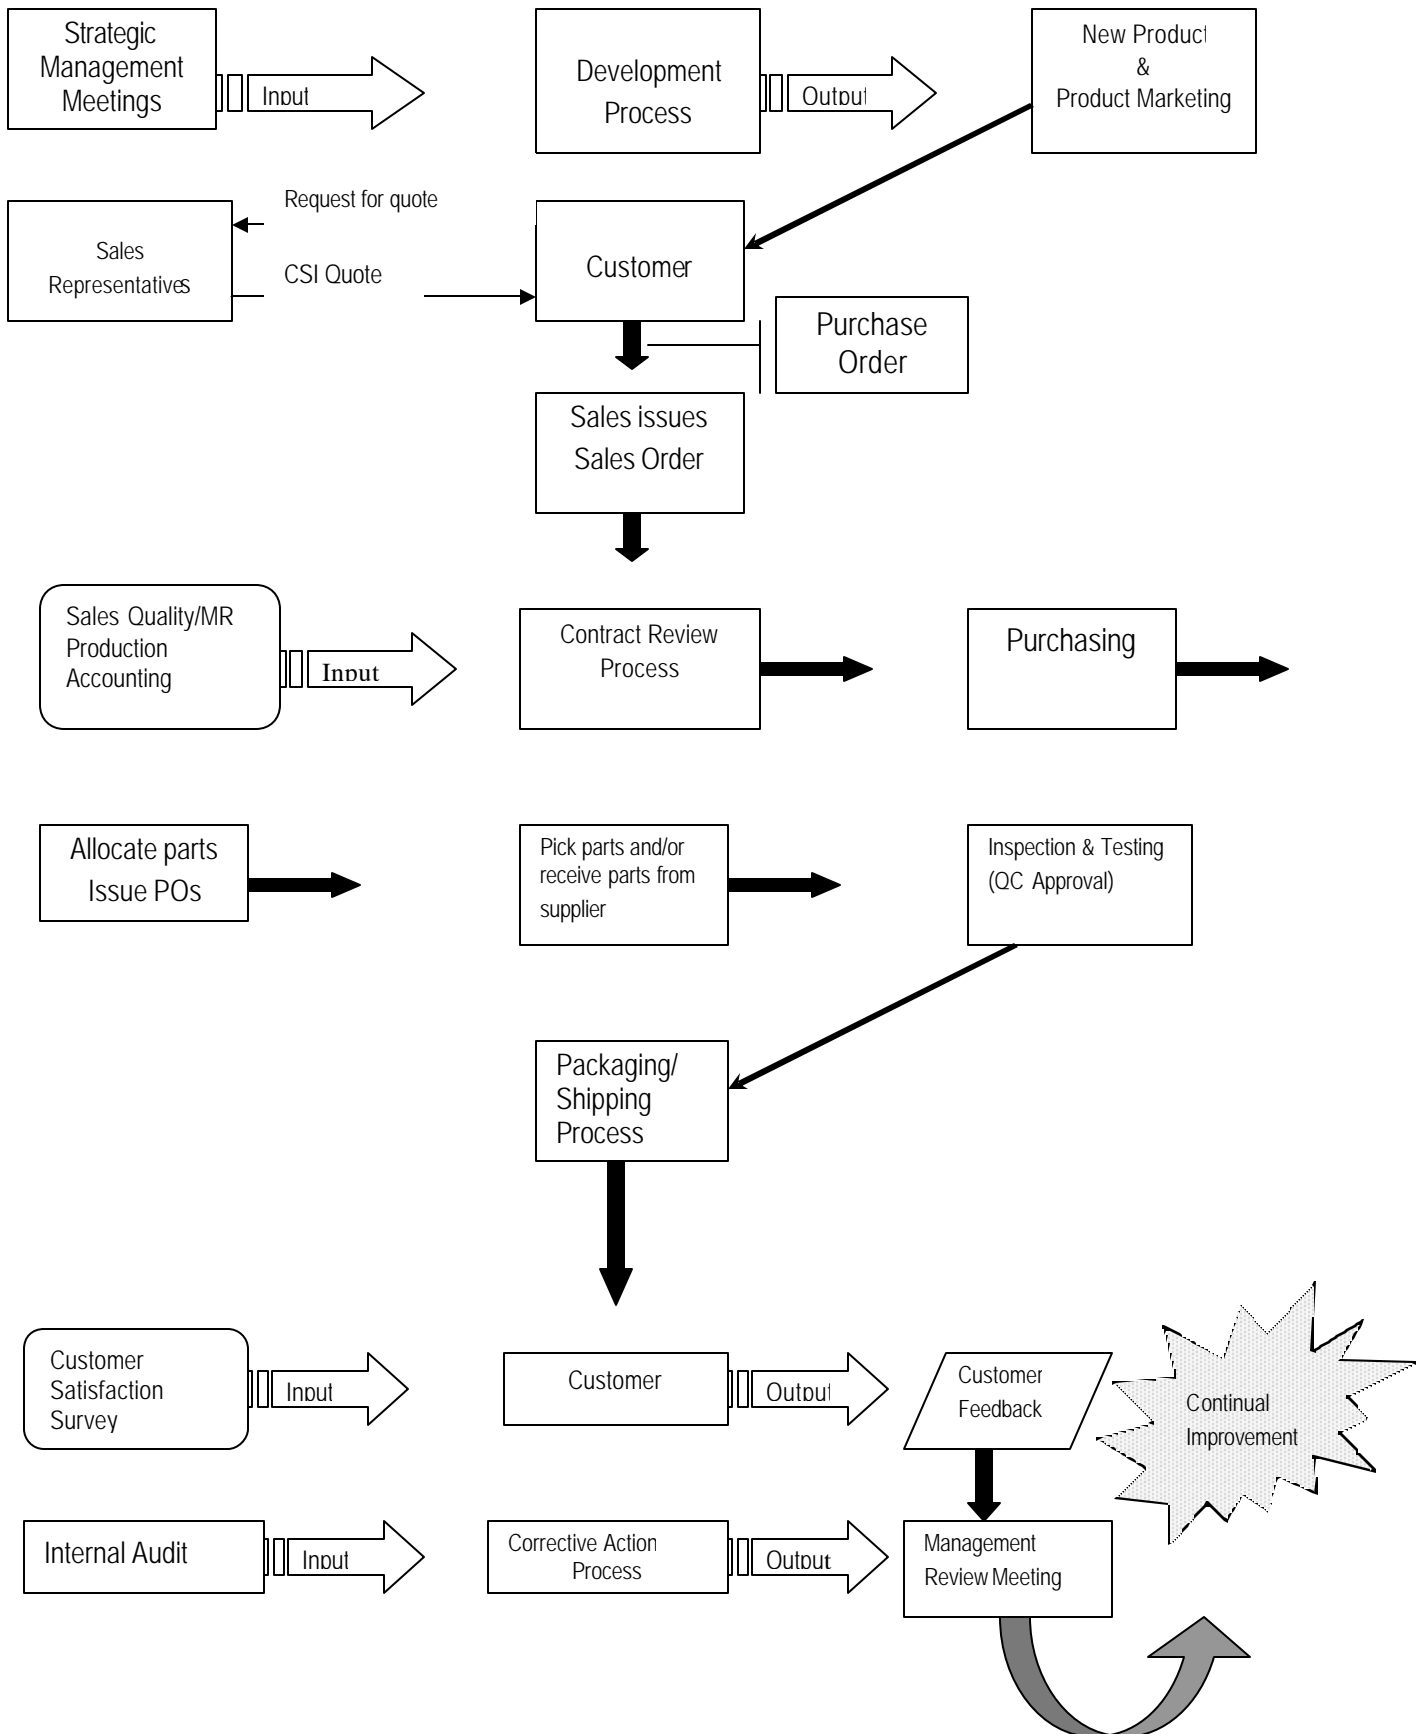 Strategic
Management
Meetings
Input
Development
Process
Output
New Product
&
Product Marketing
Request for quote
Sales
Representatives
CSI Quote
Customer
Purchase
Order
Sales issues
Sales Order
Sales Quality/MR
Production
Accounting
Input
Contract Review
Process
Purchasing
Allocate parts
Issue POs
Pick parts and/or
receive parts from
supplier
Inspection & Testing
(QC Approval)
Packaging/
Shipping
Process
Customer
Satisfaction
Survey
Input
Customer
Output
Customer
Feedback
Continual
Improvement
Internal Audit
Input
Corrective Action
Process
Output
Management
Review Meeting